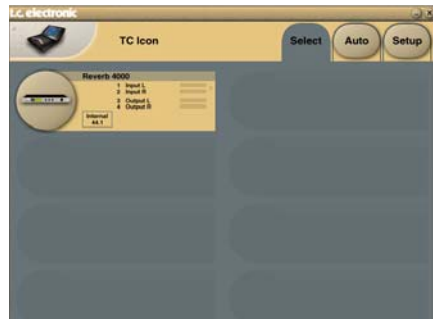 t.c. electronic
TC Icon
Select
Auto
Setup
Reverb 4000
1 Input L
2 Input R
3 Output L
4 Output R
Internal
44.1